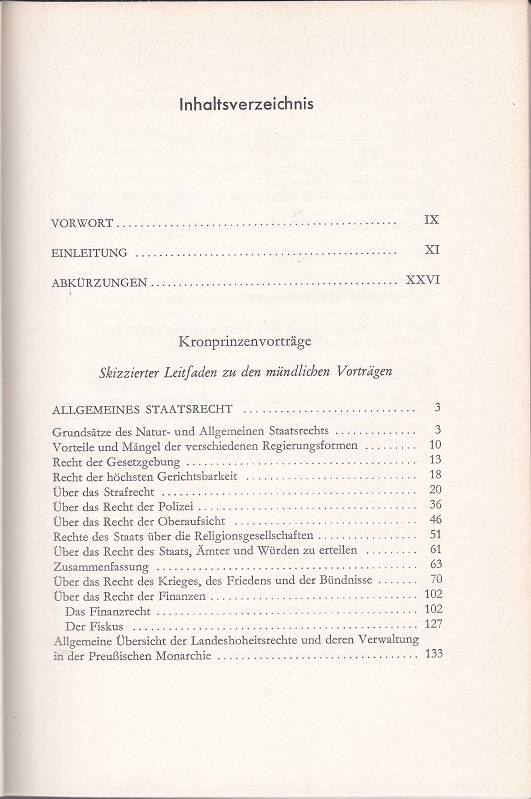 Inhaltsverzeichnis
VORWORT ................................................ IX
EINLEITUNG ............................................. XI
ABKÜRZUNGEN .......................................... XXVI
Kronprinzenvorträge
Skizzierter Leitfaden zu den mündlichen Vorträgen
ALLGEMEINES STAATSRECHT ............................. 3
Grundsätze des Natur- und Allgemeinen Staatsrechts .............. 3
Vorteile und Mängel der verschiedenen Regierungsformen ......... 10
Recht der Gesetzgebung ....................................... 13
Recht der höchsten Gerichtsbarkeit .............................. 18
Über das Strafrecht ........................................... 20
Über das Recht der Polizei ..................................... 36
Über das Recht der Oberaufsicht ................................ 46
Rechte des Staats über die Religionsgesellschaften ................. 51
Über das Recht des Staats, Ämter und Würden zu erteilen ......... 61
Zusammenfassung ............................................ 63
Über das Recht des Krieges, des Friedens und der Bündnisse ....... 70
Über das Recht der Finanzen ................................... 102
Das Finanzrecht ............................................ 102
Der Fiskus ................................................ 127
Allgemeine Übersicht der Landeshoheitsrechte und deren Verwaltung
in der Preußischen Monarchie .................................. 133